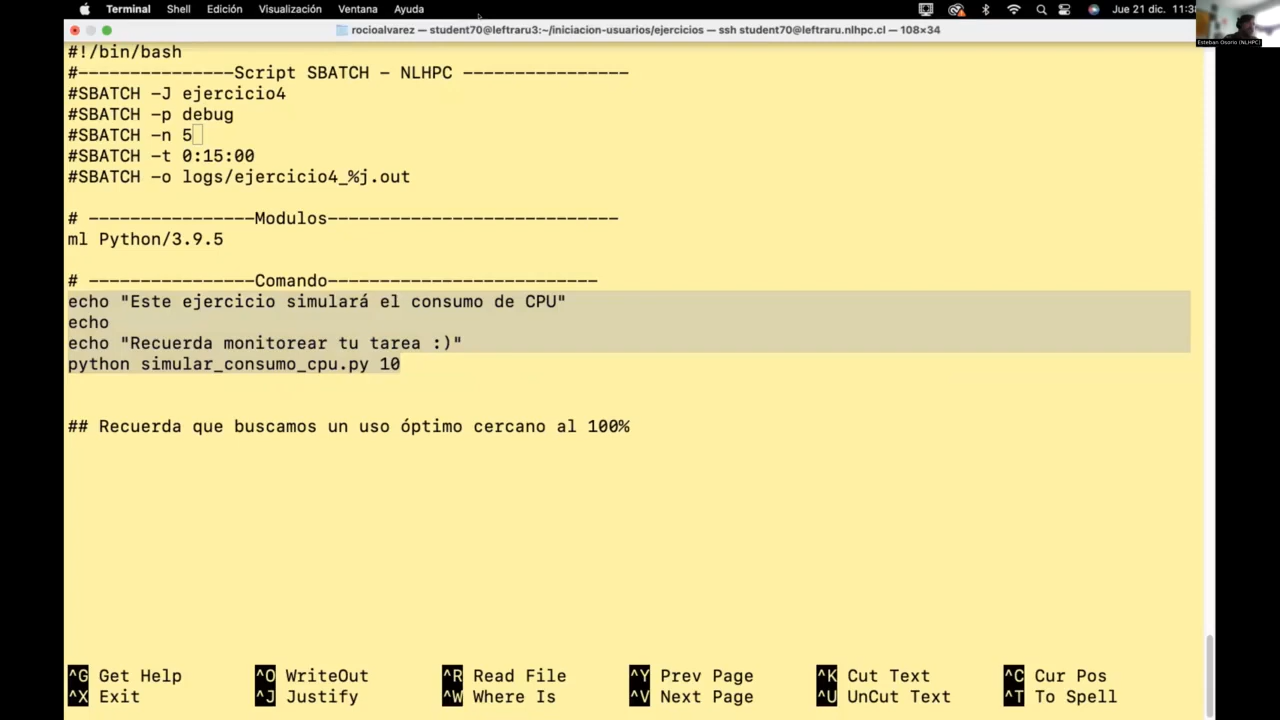 Terminal Shell Edición Visualización Ventana Ayuda Jue 21 dic. 11:38
rocioalvarez — student70@leftraru3:~/iniciacion-usuarios/ejercicios — ssh student70@leftraru.nlhpc.cl — 108×34
Esteban Osorio (NLHPC)
#!/bin/bash
#---------------Script SBATCH - NLHPC ----------------
#SBATCH -J ejercicio4
#SBATCH -p debug
#SBATCH -n 5
#SBATCH -t 0:15:00
#SBATCH -o logs/ejercicio4_%j.out
# ----------------Modulos----------------------------
ml Python/3.9.5
# ----------------Comando--------------------------
echo "Este ejercicio simulará el consumo de CPU"
echo
echo "Recuerda monitorear tu tarea :)"
python simular_consumo_cpu.py 10
## Recuerda que buscamos un uso óptimo cercano al 100%
^G Get Help ^O WriteOut ^R Read File ^Y Prev Page ^K Cut Text ^C Cur Pos
^X Exit ^J Justify ^W Where Is ^V Next Page ^U UnCut Text ^T To Spell